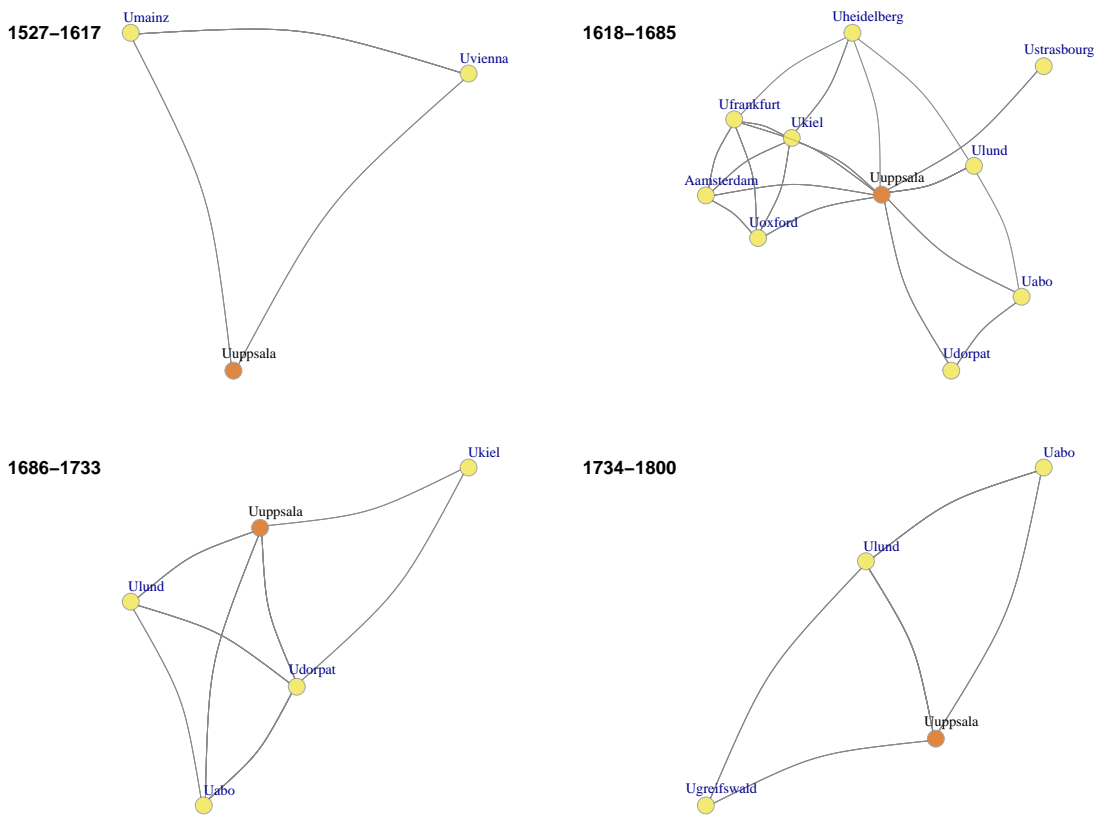 1527–1617
Umainz
Uvienna
Uuppsala
1618–1685
Uheidelberg
Ustrasbourg
Ufrankfurt
Ukiel
Ulund
Uuppsala
Aamsterdam
Uoxford
Uabo
Udorpat
1686–1733
Ukiel
Uuppsala
Ulund
Udorpat
Uabo
1734–1800
Uabo
Ulund
Uuppsala
Ugreifswald